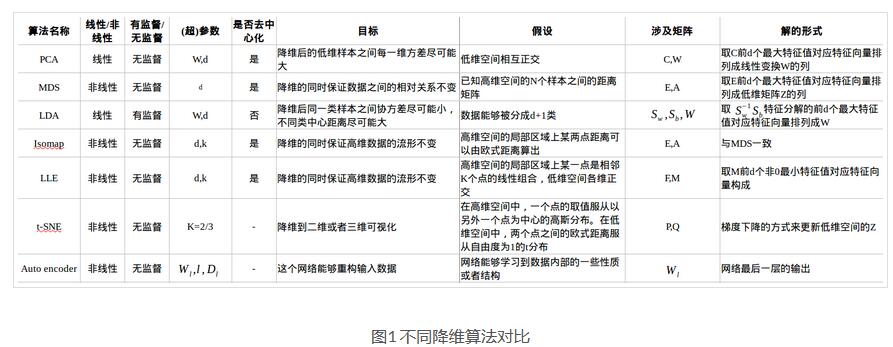 算法名称 线性/非线性 有监督/无监督 (超)参数 是否去中心化 目标 假设 涉及矩阵 解的形式
PCA 线性 无监督 W,d 是 降维后的低维样本之间每一维方差尽可能大 低维空间相互正交 C,W 取C前d个最大特征值对应特征向量排列成线性变换W的列
MDS 非线性 无监督 d 是 降维的同时保证数据之间的相对关系不变 已知高维空间的N个样本之间的距离矩阵 E,A 取E前d个最大特征值对应特征向量排列成低维矩阵Z的列
LDA 线性 有监督 W,d 否 降维后同一类样本之间协方差尽可能小，不同类中心距离尽可能大 数据能够被分成d+1类 S_w, S_b, W 取 S_w^{-1} S_b 特征分解的前d个最大特征值对应特征向量排列成W
Isomap 非线性 无监督 d,k 是 降维的同时保证高维数据的流形不变 高维空间的局部区域上某两点距离可以由欧式距离算出 E,A 与MDS一致
LLE 非线性 无监督 d,k 是 降维的同时保证高维数据的流形不变 高维空间的局部区域上某一点是相邻K个点的线性组合，低维空间各维正交 F,M 取M前d个非0最小特征值对应特征向量构成
t-SNE 非线性 无监督 K=2/3 - 降维到二维或者三维可视化 在高维空间中，一个点的取值服从以另外一个点为中心的高斯分布。在低维空间中，两个点之间的欧式距离服从自由度为1的t分布 P,Q 梯度下降的方式来更新低维空间的Z
Auto encoder 非线性 无监督 W_l, l, D_l - 这个网络能够重构输入数据 网络能够学习到数据内部的一些性质或者结构 W_l 网络最后一层的输出
图1 不同降维算法对比